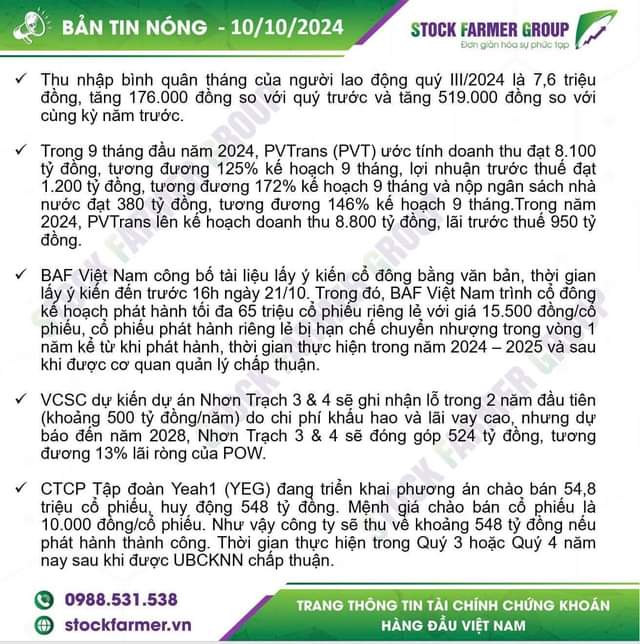 BẢN TIN NÓNG - 10/10/2024
STOCK FARMER GROUP
Đơn giản hóa sự phức tạp
✓ Thu nhập bình quân tháng của người lao động quý III/2024 là 7,6 triệu
đồng, tăng 176.000 đồng so với quý trước và tăng 519.000 đồng so với
cùng kỳ năm trước.
✓ Trong 9 tháng đầu năm 2024, PVTrans (PVT) ước tính doanh thu đạt 8.100
tỷ đồng, tương đương 125% kế hoạch 9 tháng, lợi nhuận trước thuế đạt
1.200 tỷ đồng, tương đương 172% kế hoạch 9 tháng và nộp ngân sách nhà
nước đạt 380 tỷ đồng, tương đương 146% kế hoạch 9 tháng.Trong năm
2024, PVTrans lên kế hoạch doanh thu 8.800 tỷ đồng, lãi trước thuế 950 tỷ
đồng.
✓ BAF Việt Nam công bố tài liệu lấy ý kiến cổ đông bằng văn bản, thời gian
lấy ý kiến đến trước 16h ngày 21/10. Trong đó, BAF Việt Nam trình cổ đông
kế hoạch phát hành tối đa 65 triệu cổ phiếu riêng lẻ với giá 15.500 đồng/cổ
phiếu, cổ phiếu phát hành riêng lẻ bị hạn chế chuyển nhượng trong vòng 1
năm kể từ khi phát hành, thời gian thực hiện trong năm 2024 – 2025 và sau
khi được cơ quan quản lý chấp thuận.
✓ VCSC dự kiến dự án Nhơn Trạch 3 & 4 sẽ ghi nhận lỗ trong 2 năm đầu tiên
(khoảng 500 tỷ đồng/năm) do chi phí khấu hao và lãi vay cao, nhưng dự
báo đến năm 2028, Nhơn Trạch 3 & 4 sẽ đóng góp 524 tỷ đồng, tương
đương 13% lãi ròng của POW.
✓ CTCP Tập đoàn Yeah1 (YEG) đang triển khai phương án chào bán 54,8
triệu cổ phiếu, huy động 548 tỷ đồng. Mệnh giá chào bán cổ phiếu là
10.000 đồng/cổ phiếu. Như vậy công ty sẽ thu về khoảng 548 tỷ đồng nếu
phát hành thành công. Thời gian thực hiện trong Quý 3 hoặc Quý 4 năm
nay sau khi được UBCKNN chấp thuận.
STOCK FARMER GROUP
STOCK FARMER GROUP
STOCK FARMER GROUP
0988.531.538
stockfarmer.vn
TRANG THÔNG TIN TÀI CHÍNH CHỨNG KHOÁN
HÀNG ĐẦU VIỆT NAM